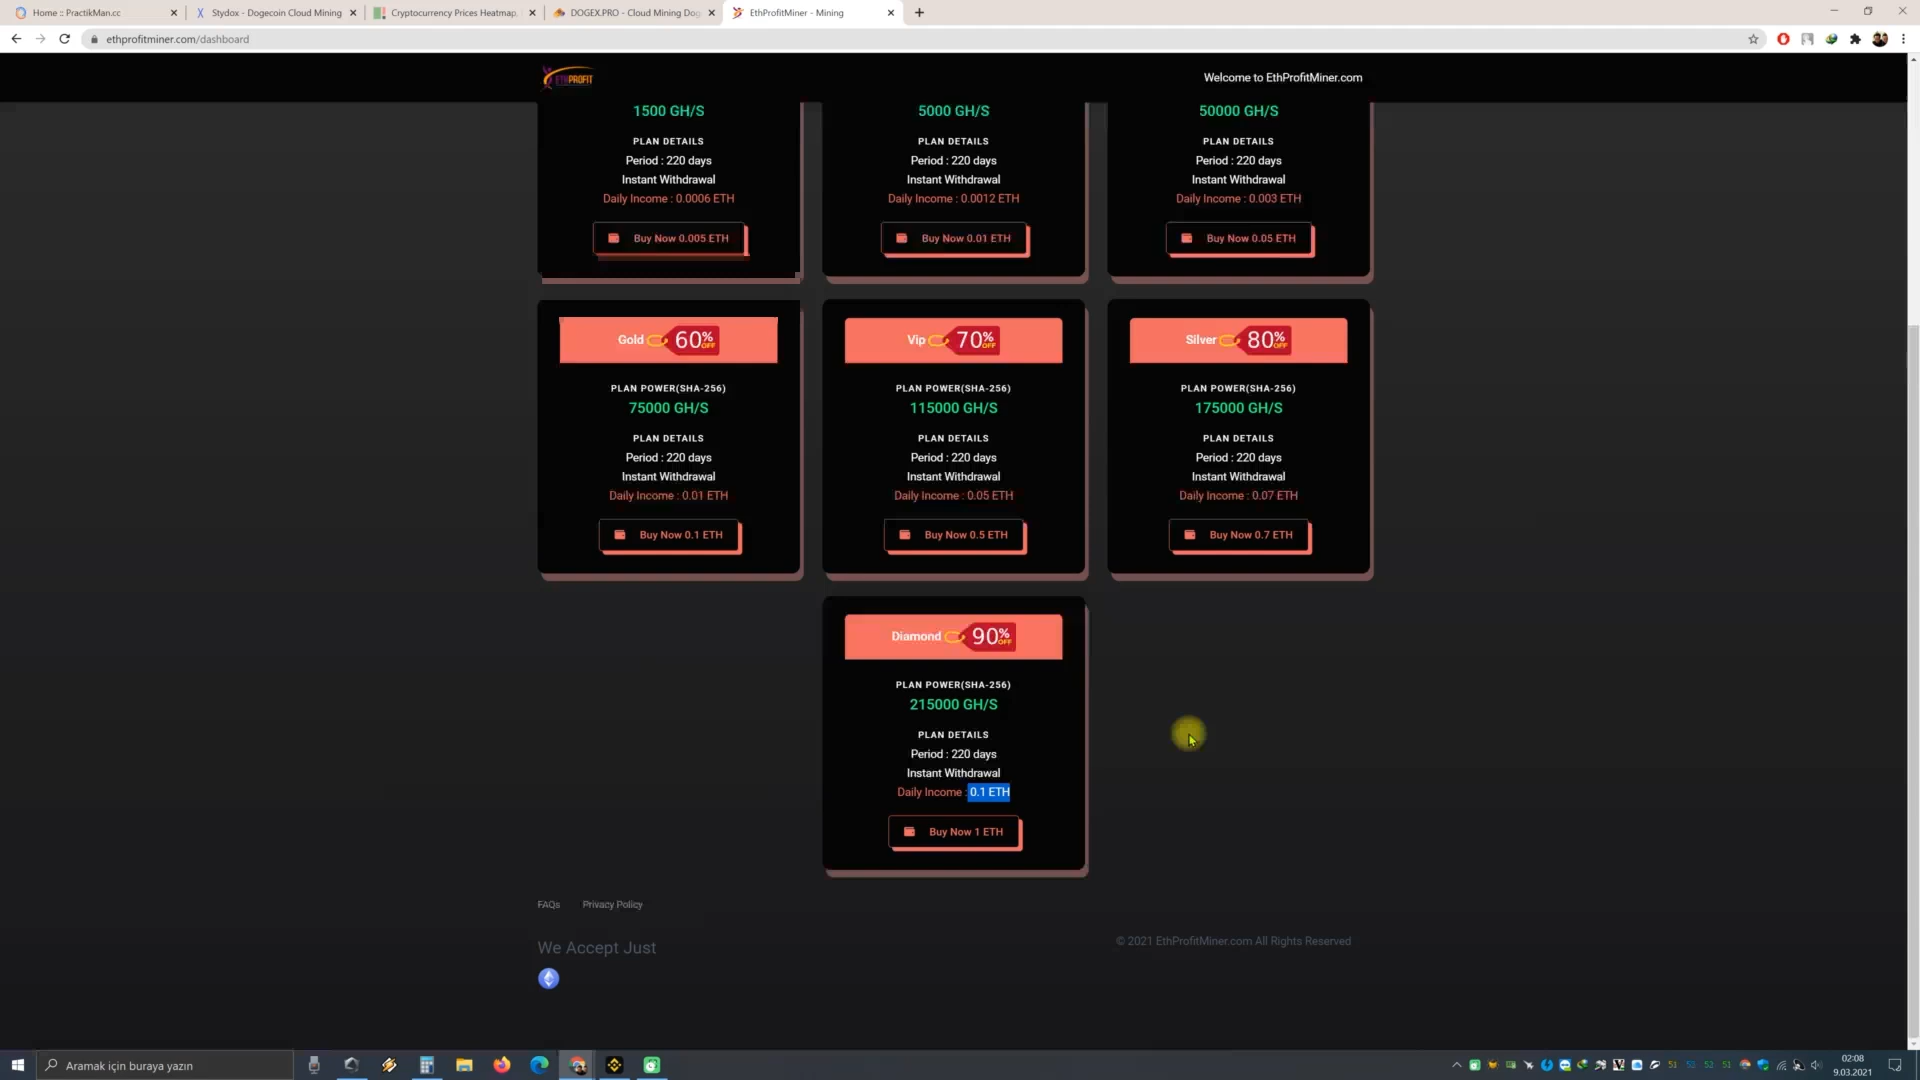 Home :: PractikMan.cc
Stydox - Dogecoin Cloud Mining
Cryptocurrency Prices Heatmap,
DOGEX.PRO - Cloud Mining Dog
EthProfitMiner - Mining
ethprofitminer.com/dashboard
ETHPROFIT
Welcome to EthProfitMiner.com
1500 GH/S
PLAN DETAILS
Period : 220 days
Instant Withdrawal
Daily Income : 0.0006 ETH
Buy Now 0.005 ETH
5000 GH/S
PLAN DETAILS
Period : 220 days
Instant Withdrawal
Daily Income : 0.0012 ETH
Buy Now 0.01 ETH
50000 GH/S
PLAN DETAILS
Period : 220 days
Instant Withdrawal
Daily Income : 0.003 ETH
Buy Now 0.05 ETH
Gold 60% OFF
PLAN POWER(SHA-256)
75000 GH/S
PLAN DETAILS
Period : 220 days
Instant Withdrawal
Daily Income : 0.01 ETH
Buy Now 0.1 ETH
Vip 70% OFF
PLAN POWER(SHA-256)
115000 GH/S
PLAN DETAILS
Period : 220 days
Instant Withdrawal
Daily Income : 0.05 ETH
Buy Now 0.5 ETH
Silver 80% OFF
PLAN POWER(SHA-256)
175000 GH/S
PLAN DETAILS
Period : 220 days
Instant Withdrawal
Daily Income : 0.07 ETH
Buy Now 0.7 ETH
Diamond 90% OFF
PLAN POWER(SHA-256)
215000 GH/S
PLAN DETAILS
Period : 220 days
Instant Withdrawal
Daily Income : 0.1 ETH
Buy Now 1 ETH
FAQs Privacy Policy
We Accept Just
© 2021 EthProfitMiner.com All Rights Reserved
Aramak için buraya yazın
02:08
9.03.2021